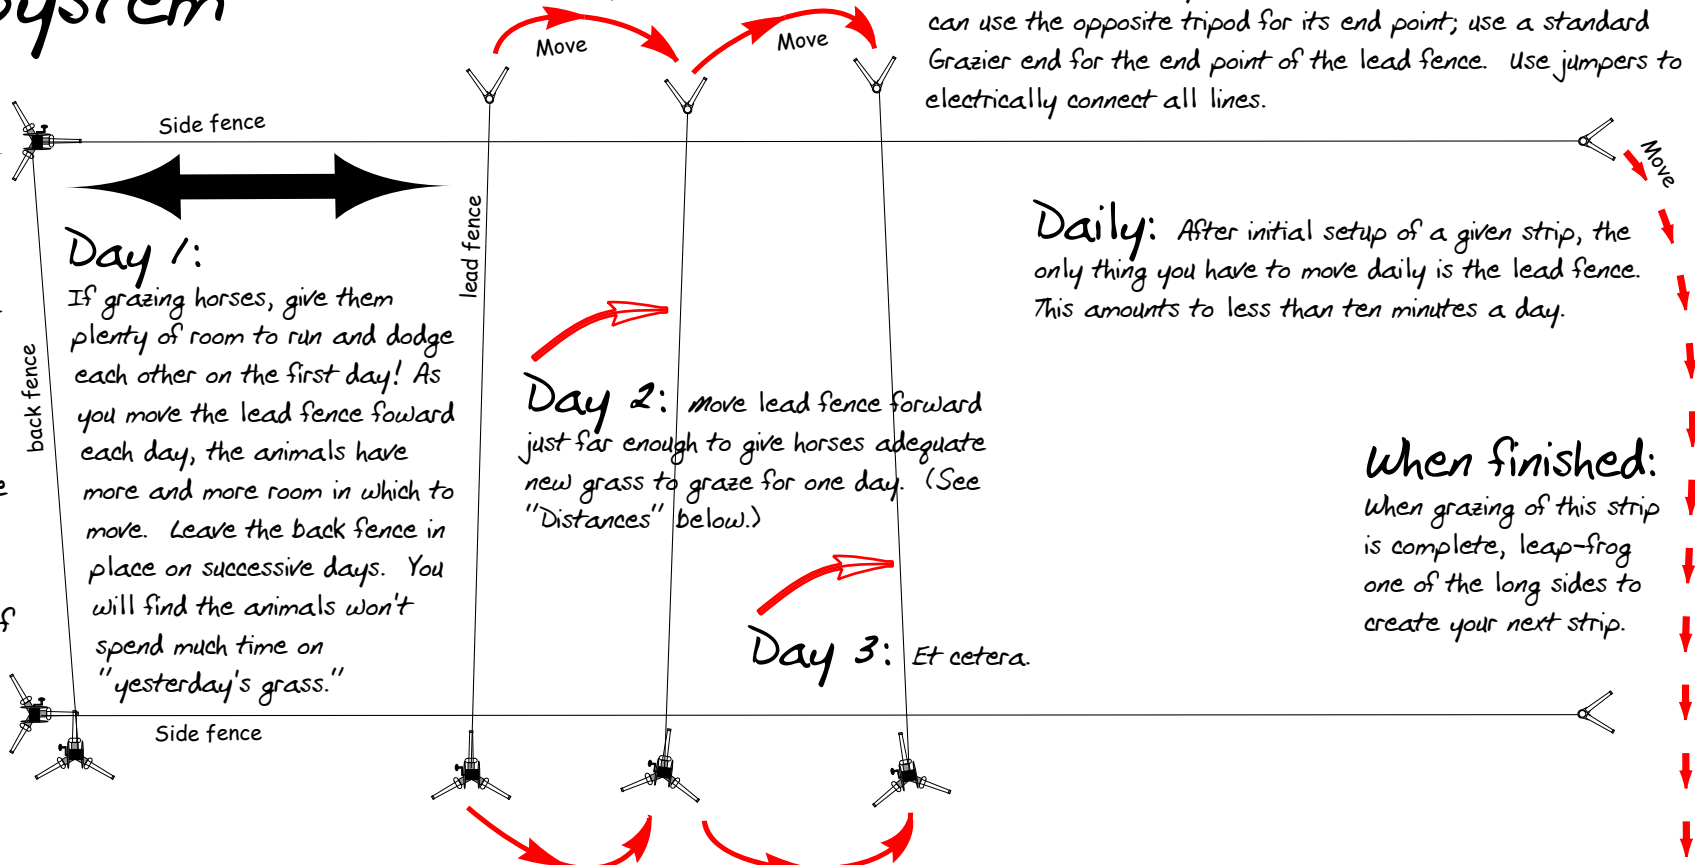 System
can use the opposite tripod for its end point; use a standard
Grazier end for the end point of the lead fence. Use jumpers to
electrically connect all lines.
Move
Move
Move
Side fence
lead fence
back fence
Day 1:
If grazing horses, give them
plenty of room to run and dodge
each other on the first day! As
you move the lead fence foward
each day, the animals have
more and more room in which to
move. Leave the back fence in
place on successive days. You
will find the animals won't
spend much time on
"yesterday's grass."
Daily: After initial setup of a given strip, the
only thing you have to move daily is the lead fence.
This amounts to less than ten minutes a day.
Day 2: Move lead fence forward
just far enough to give horses adequate
new grass to graze for one day. (See
"Distances" below.)
When finished:
When grazing of this strip
is complete, leap-frog
one of the long sides to
create your next strip.
Day 3: Et cetera.
Side fence